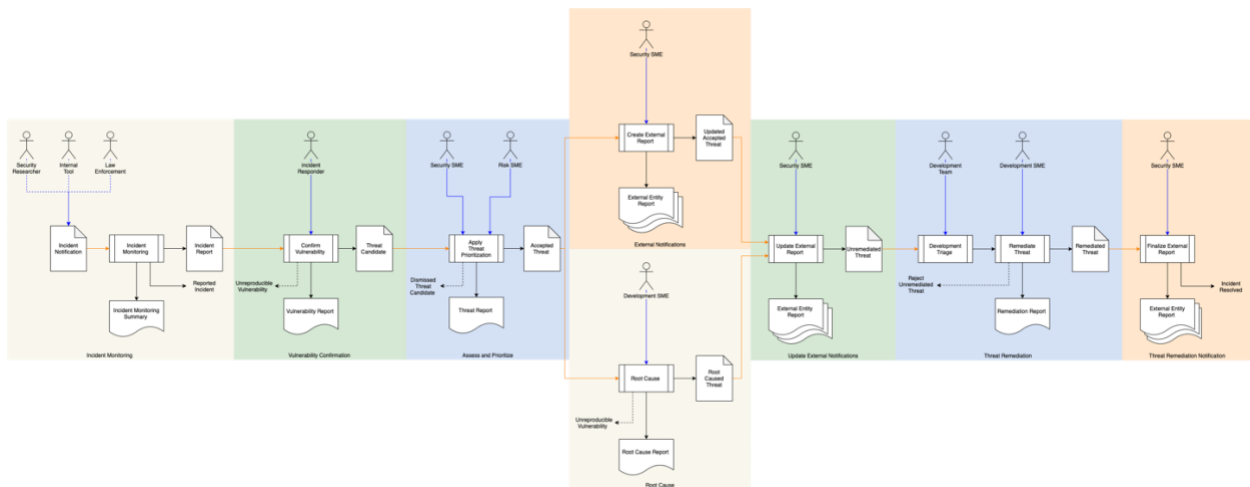 Security
Researcher
Internal
Tool
Law
Enforcement
Incident
Notification
Incident
Monitoring
Incident
Report
Reported
Incident
Incident Monitoring
Summary
Incident Monitoring
Incident
Responder
Confirm
Vulnerability
Threat
Candidate
Unreproducible
Vulnerability
Vulnerability Report
Vulnerability Confirmation
Security SME
Risk SME
Apply
Threat
Prioritization
Accepted
Threat
Dismissed
Threat
Candidate
Threat Report
Assess and Prioritize
Security SME
Create External
Report
Updated
Accepted
Threat
External Entity
Report
External Notifications
Development SME
Root Cause
Root
Caused
Threat
Unreproducible
Vulnerability
Root Cause Report
Root Cause
Security SME
Update External
Report
Unremediated
Threat
External Entity
Report
Update External Notifications
Development
Team
Development SME
Development
Triage
Remediate
Threat
Remediated
Threat
Reject
Unremediated
Threat
Remediation Report
Threat Remediation
Security SME
Finalize External
Report
Incident
Resolved
External Entity
Report
Threat Remediation Notification